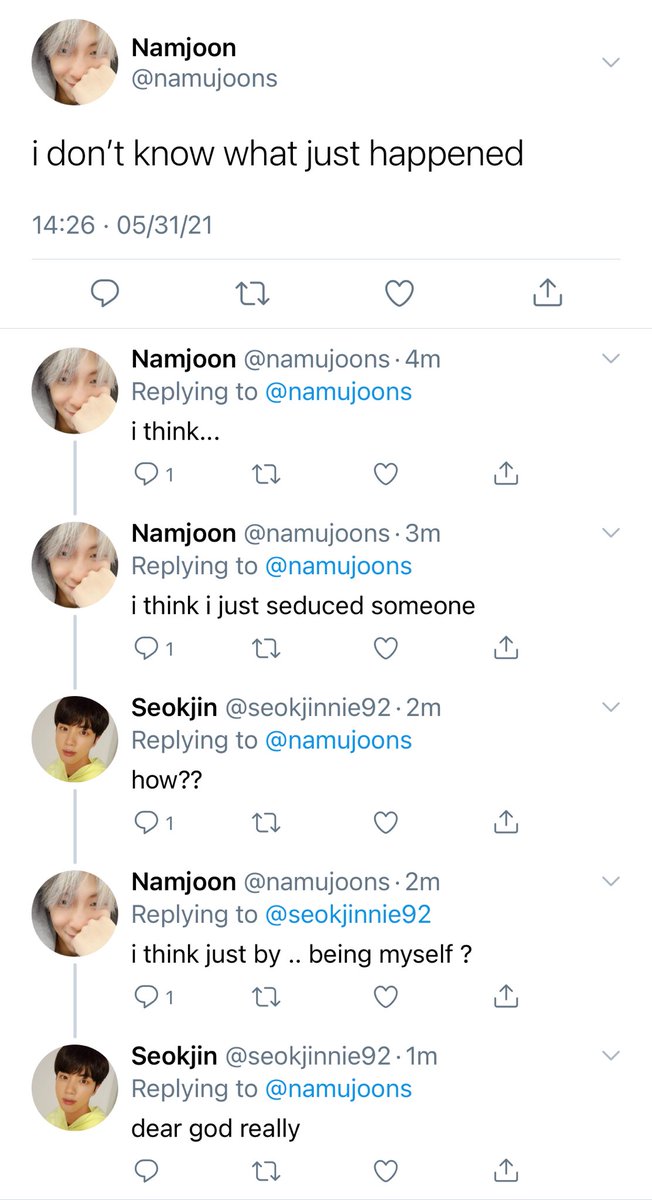 Namjoon
@namujoons
i don't know what just happened
14:26 · 05/31/21
Namjoon @namujoons · 4m
Replying to @namujoons
i think...
1
Namjoon @namujoons · 3m
Replying to @namujoons
i think i just seduced someone
1
Seokjin @seokjinnie92 · 2m
Replying to @namujoons
how??
1
Namjoon @namujoons · 2m
Replying to @seokjinnie92
i think just by .. being myself ?
1
Seokjin @seokjinnie92 · 1m
Replying to @namujoons
dear god really